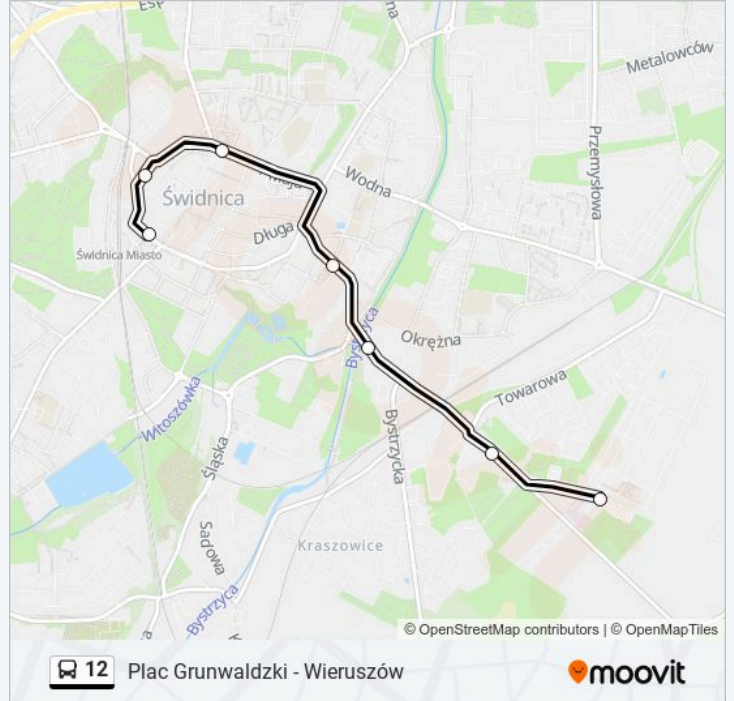 Metalowców
Przemysłowa
Wodna
Świdnica
Długa
Świdnica Miasto
Bystrzyca
Okrężna
Towarowa
Witoszówka
Bystrzycka
Śląska
Sadowa
Kraszowice
Bystrzyca
© OpenStreetMap contributors | © OpenMapTiles
12 Plac Grunwaldzki - Wieruszów
moovit